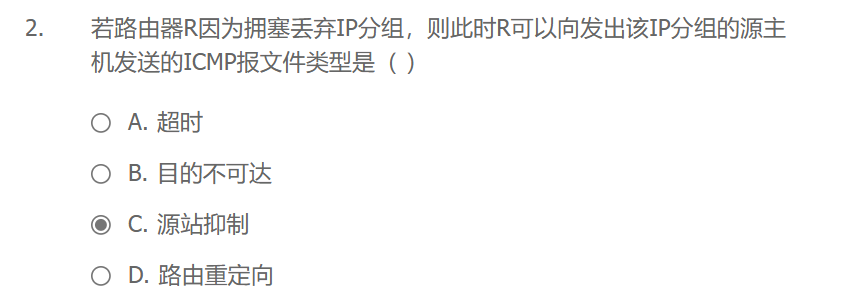 2. 若路由器R因为拥塞丢弃IP分组，则此时R可以向发出该IP分组的源主
机发送的ICMP报文件类型是（ ）
A. 超时
B. 目的不可达
C. 源站抑制
D. 路由重定向